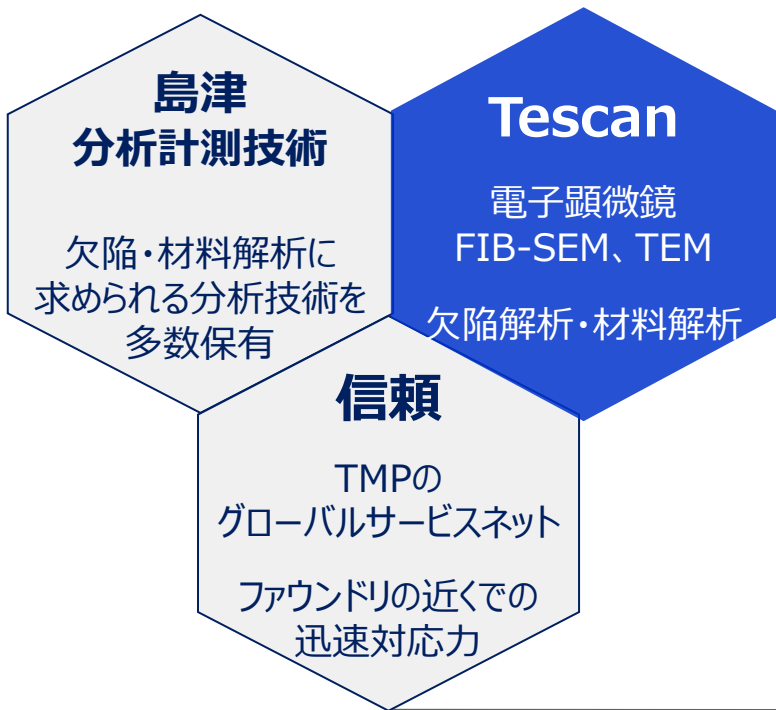 島津
分析計測技術
欠陥・材料解析に
求められる分析技術を
多数保有
Tescan
電子顕微鏡
FIB-SEM、TEM
欠陥解析・材料解析
信頼
TMPの
グローバルサービスネット
ファウンドリの近くでの
迅速対応力